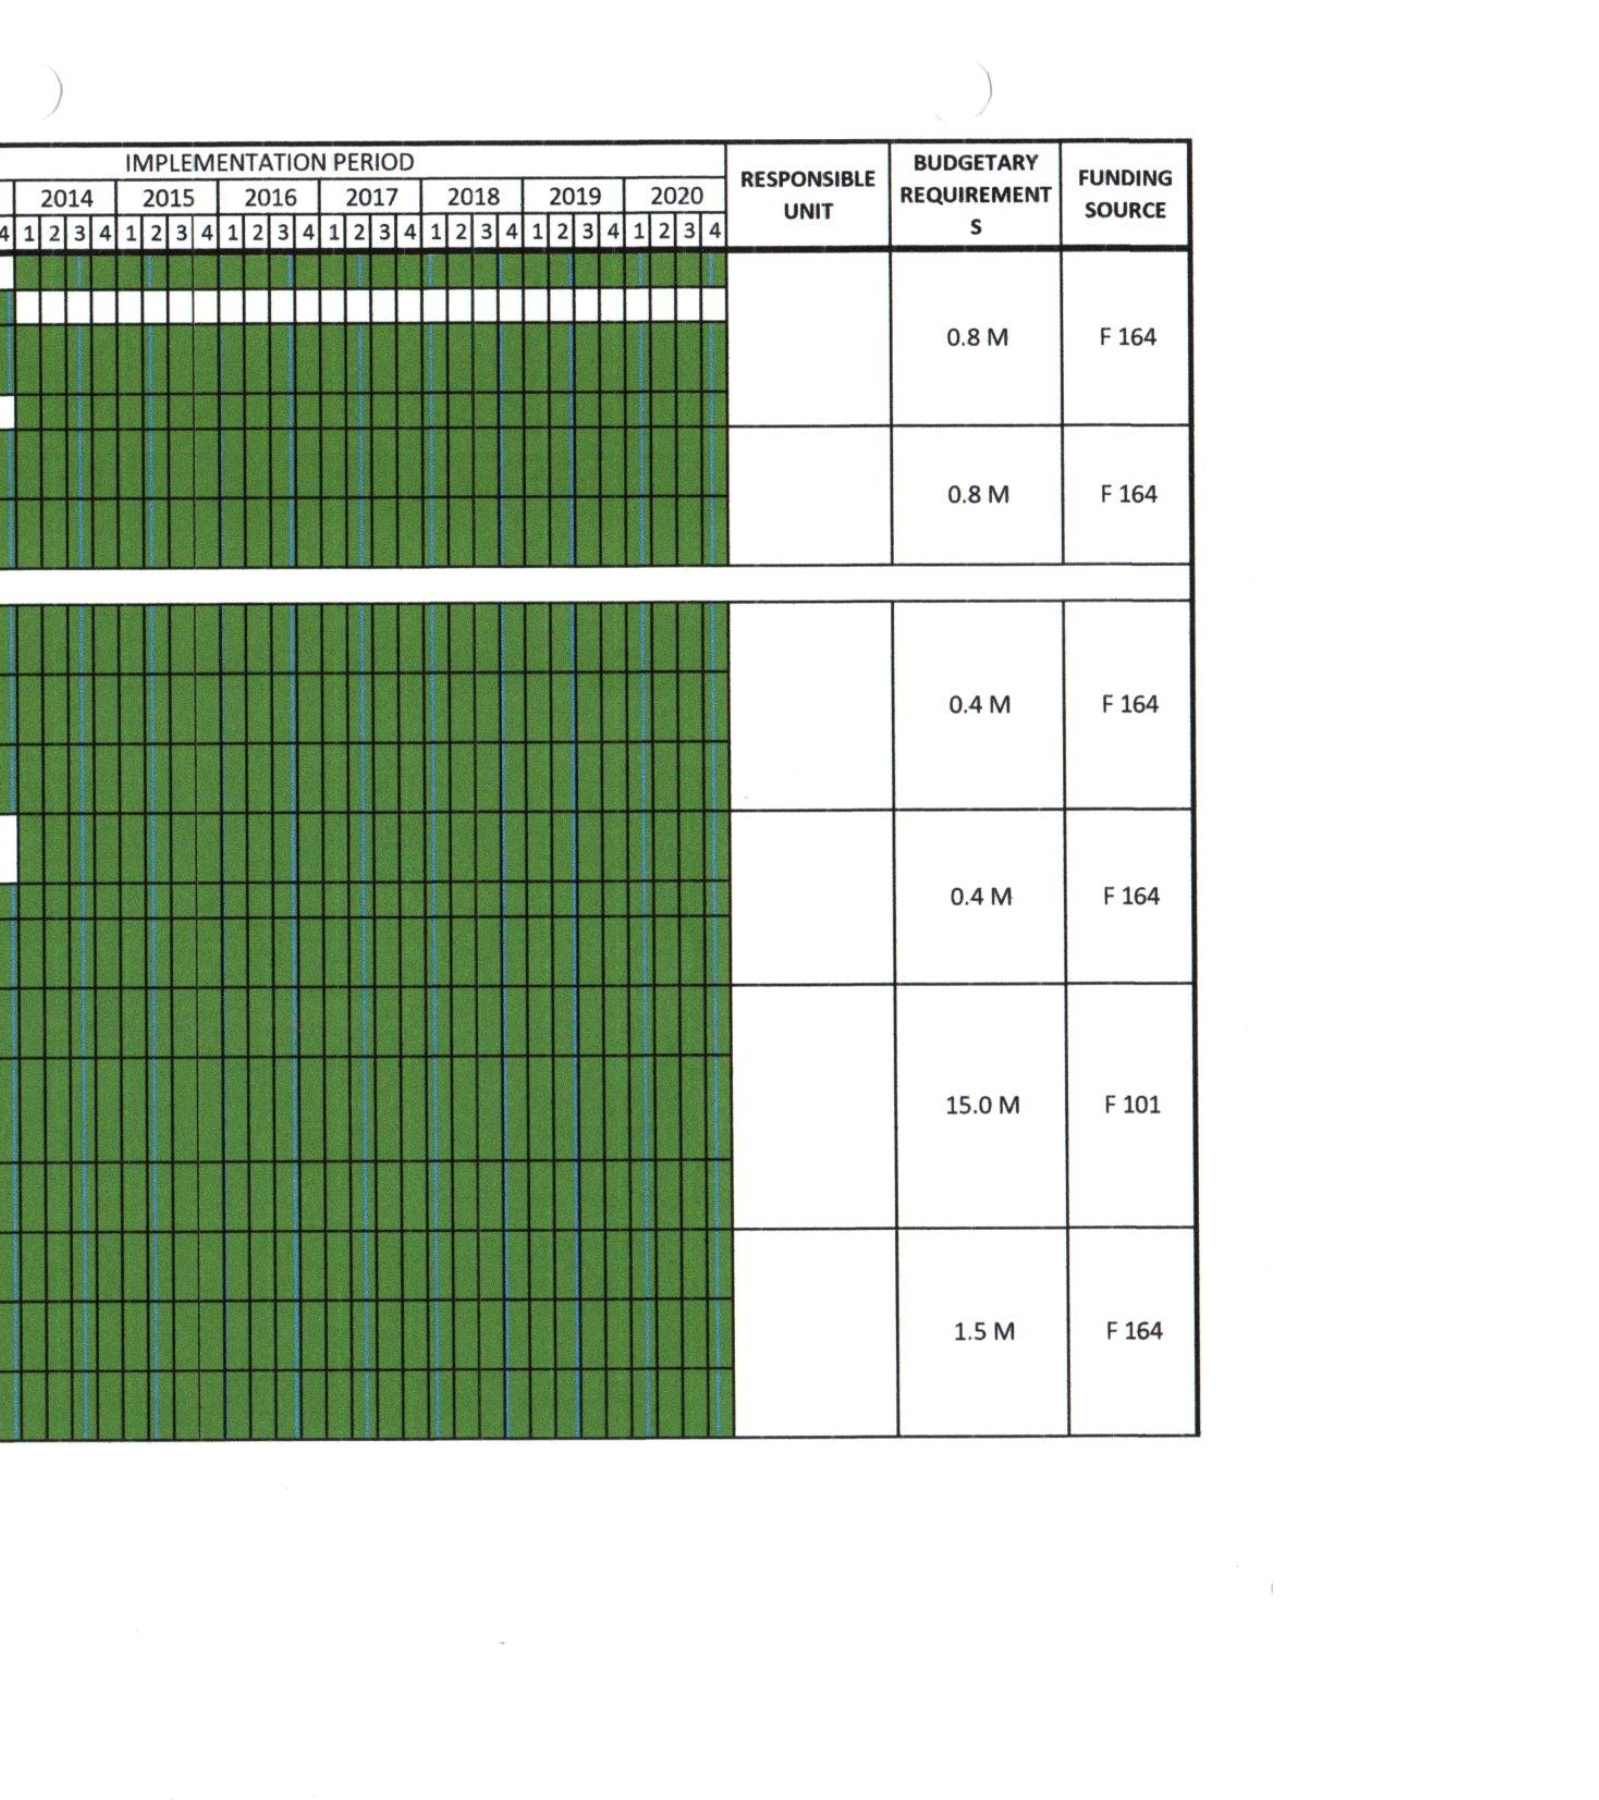 IMPLEMENTATION PERIOD
RESPONSIBLE
UNIT
BUDGETARY
REQUIREMENT
S
FUNDING
SOURCE
2014 2015 2016 2017 2018 2019 2020
4 1 2 3 4 1 2 3 4 1 2 3 4 1 2 3 4 1 2 3 4 1 2 3 4 1 2 3 4
0.8 M F 164
0.8 M F 164
0.4 M F 164
0.4 M F 164
15.0 M F 101
1.5 M F 164